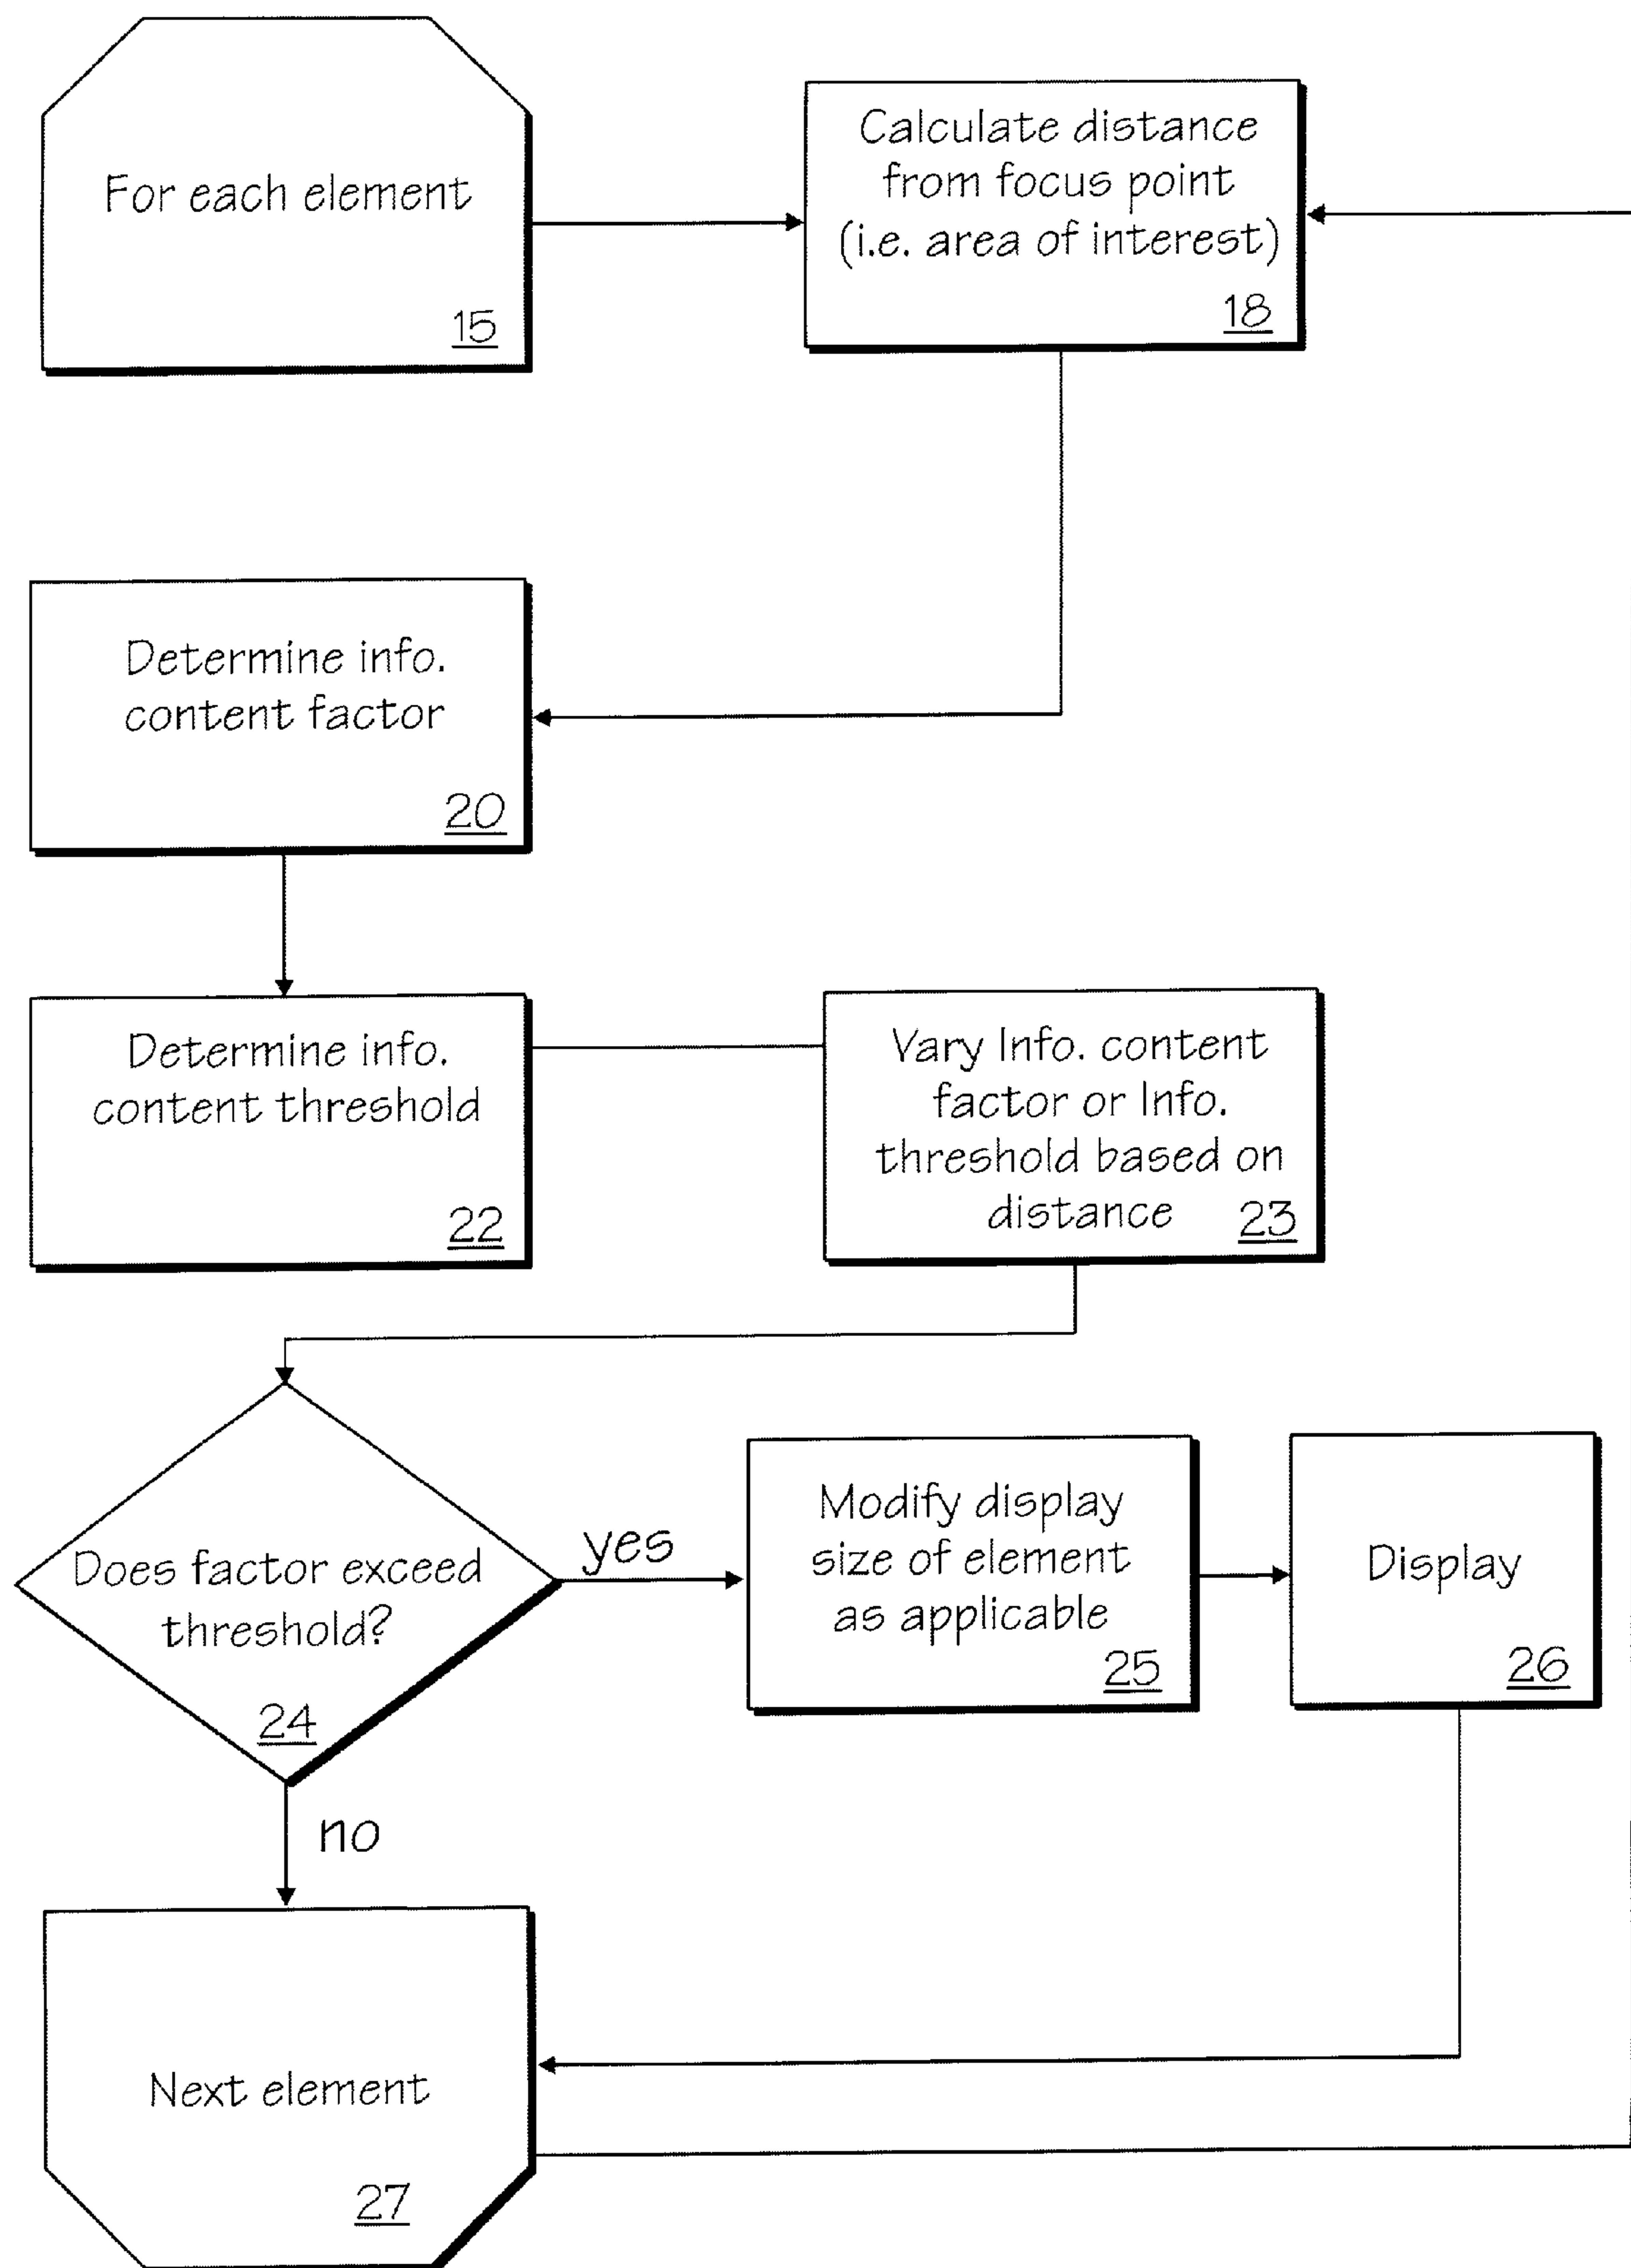 For each element
15
Calculate distance
from focus point
(i.e. area of interest)
18
Determine info.
content factor
20
Determine info.
content threshold
22
Vary Info. content
factor or Info.
threshold based on
distance 23
Does factor exceed
threshold?
24
yes
Modify display
size of element
as applicable
25
Display
26
no
Next element
27